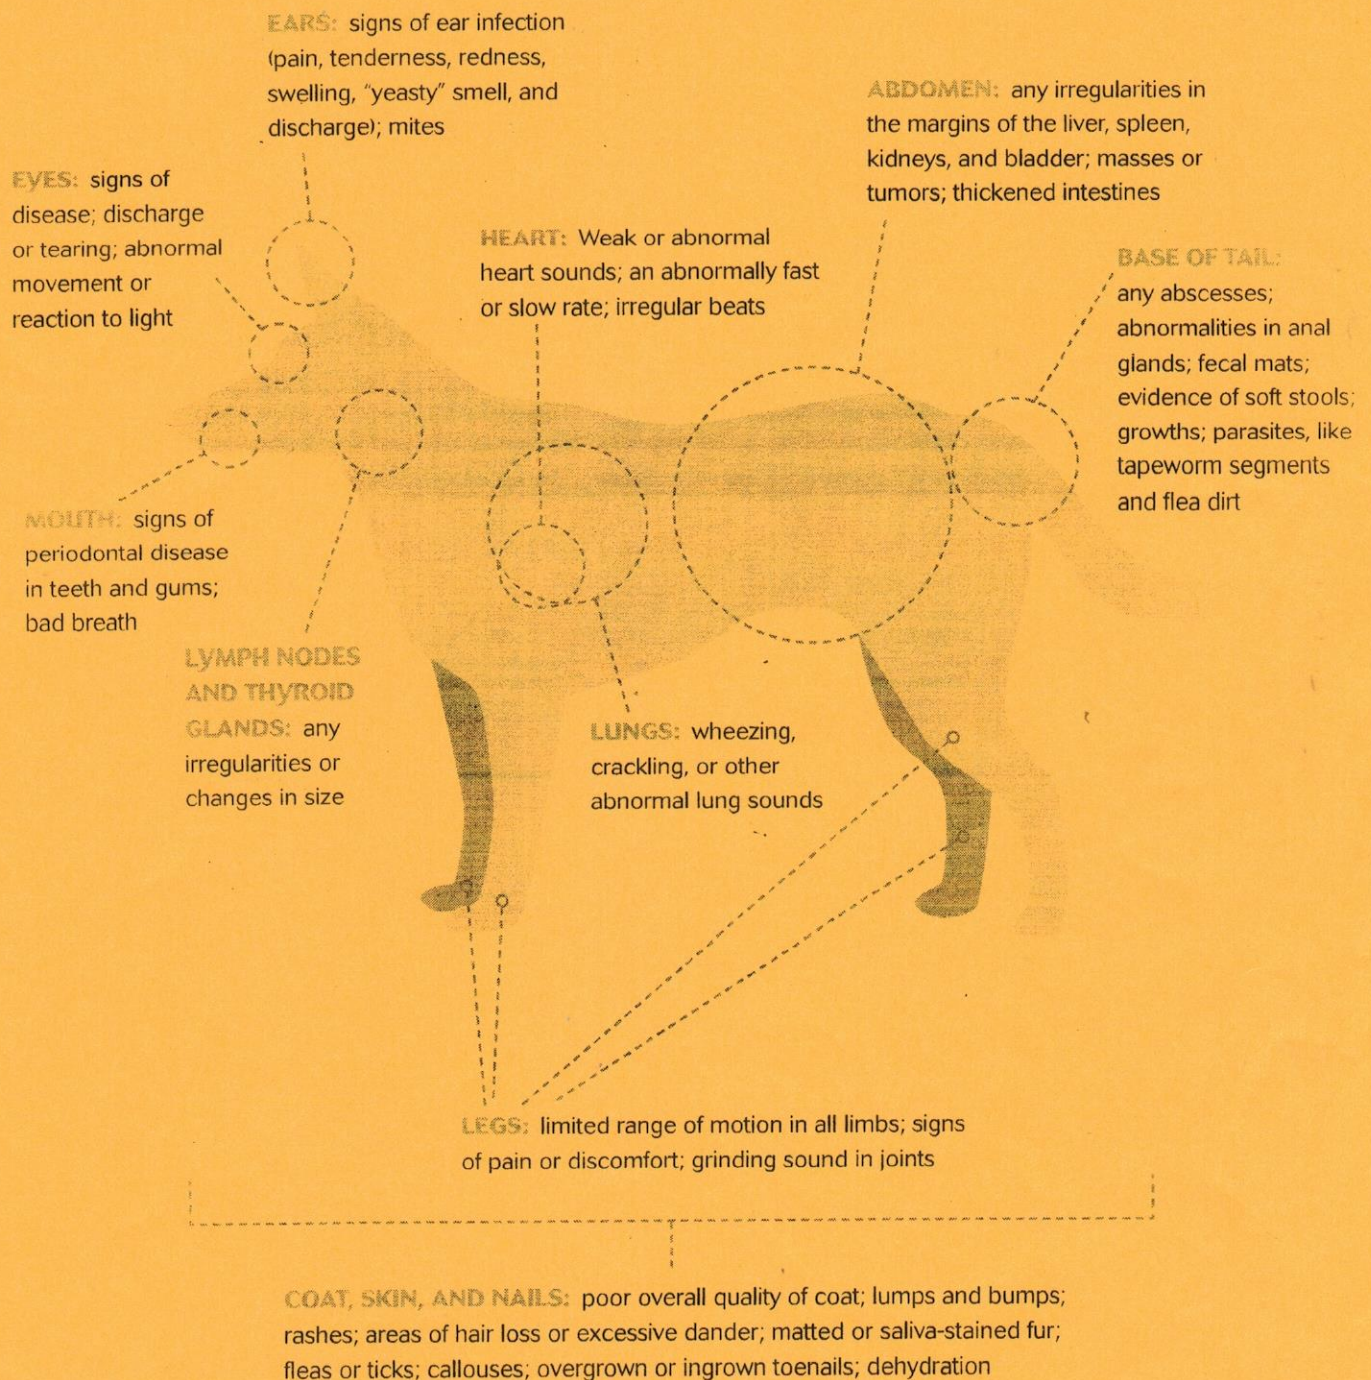 EARS: signs of ear infection
(pain, tenderness, redness,
swelling, “yeasty” smell, and
discharge); mites
ABDOMEN: any irregularities in
the margins of the liver, spleen,
kidneys, and bladder; masses or
tumors; thickened intestines
EYES: signs of
disease; discharge
or tearing; abnormal
movement or
reaction to light
HEART: Weak or abnormal
heart sounds; an abnormally fast
or slow rate; irregular beats
BASE OF TAIL:
any abscesses;
abnormalities in anal
glands; fecal mats;
evidence of soft stools;
growths; parasites, like
tapeworm segments
and flea dirt
MOUTH: signs of
periodontal disease
in teeth and gums;
bad breath
LYMPH NODES
AND THYROID
GLANDS: any
irregularities or
changes in size
LUNGS: wheezing,
crackling, or other
abnormal lung sounds
LEGS: limited range of motion in all limbs; signs
of pain or discomfort; grinding sound in joints
COAT, SKIN, AND NAILS: poor overall quality of coat; lumps and bumps;
rashes; areas of hair loss or excessive dander; matted or saliva-stained fur;
fleas or ticks; callouses; overgrown or ingrown toenails; dehydration